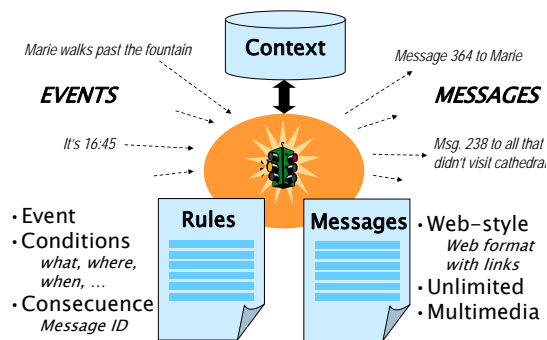 Context
Marie walks past the fountain
Message 364 to Marie
EVENTS
MESSAGES
It's 16:45
Msg. 238 to all that
didn't visit cathedral
Rules
Messages
• Event
• Conditions
what, where,
when, ...
• Consecuence
Message ID
• Web-style
Web format
with links
• Unlimited
• Multimedia